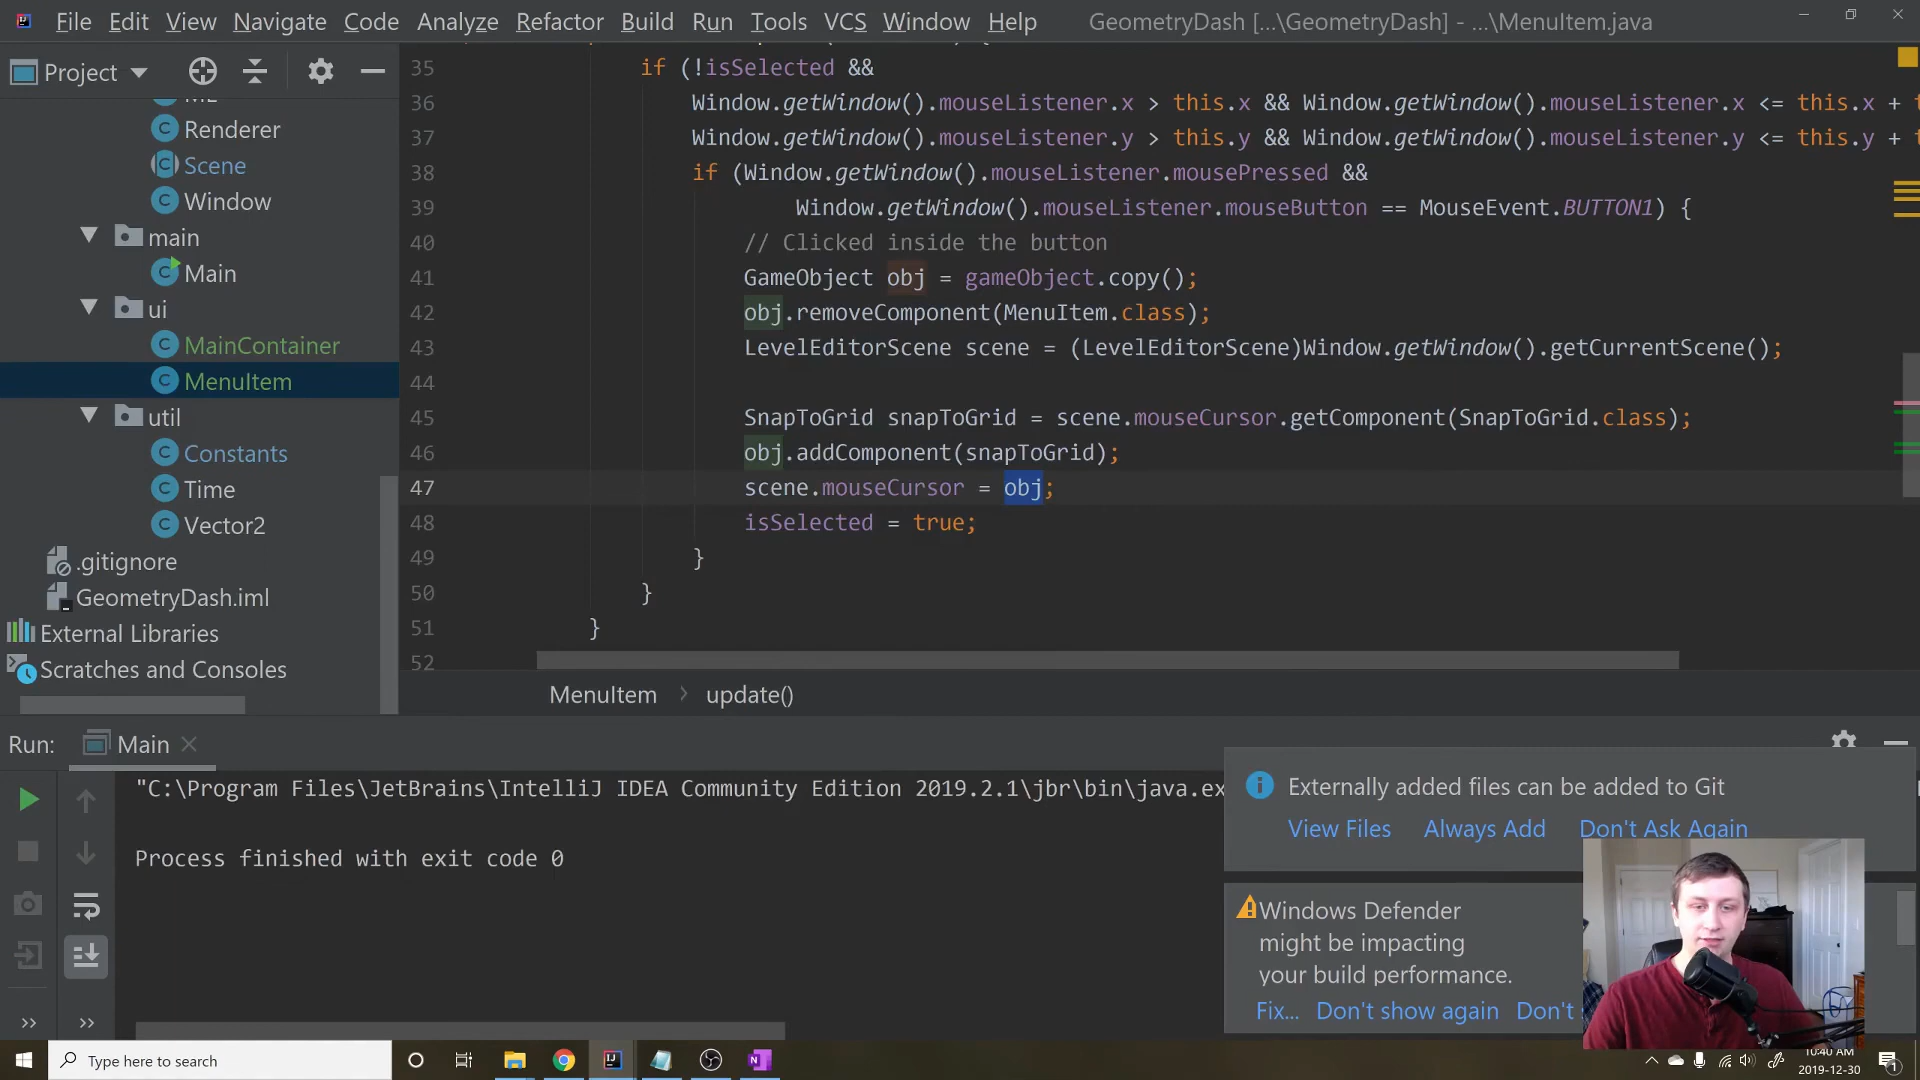 File Edit View Navigate Code Analyze Refactor Build Run Tools VCS Window Help GeometryDash [...\GeometryDash] - ...\MenuItem.java
Project
Renderer
Scene
Window
main
Main
ui
MainContainer
MenuItem
util
Constants
Time
Vector2
.gitignore
GeometryDash.iml
External Libraries
Scratches and Consoles
35 if (!isSelected &&
36 Window.getWindow().mouseListener.x > this.x && Window.getWindow().mouseListener.x <= this.x +
37 Window.getWindow().mouseListener.y > this.y && Window.getWindow().mouseListener.y <= this.y +
38 if (Window.getWindow().mouseListener.mousePressed &&
39 Window.getWindow().mouseListener.mouseButton == MouseEvent.BUTTON1) {
40 // Clicked inside the button
41 GameObject obj = gameObject.copy();
42 obj.removeComponent(MenuItem.class);
43 LevelEditorScene scene = (LevelEditorScene)Window.getWindow().getCurrentScene();
44
45 SnapToGrid snapToGrid = scene.mouseCursor.getComponent(SnapToGrid.class);
46 obj.addComponent(snapToGrid);
47 scene.mouseCursor = obj;
48 isSelected = true;
49 }
50 }
51 }
52
MenuItem update()
Run: Main
"C:\Program Files\JetBrains\IntelliJ IDEA Community Edition 2019.2.1\jbr\bin\java.ex
Process finished with exit code 0
Externally added files can be added to Git
View Files Always Add Don't Ask Again
Windows Defender
might be impacting
your build performance.
Fix... Don't show again Don't
Type here to search
10:40 AM
2019-12-30